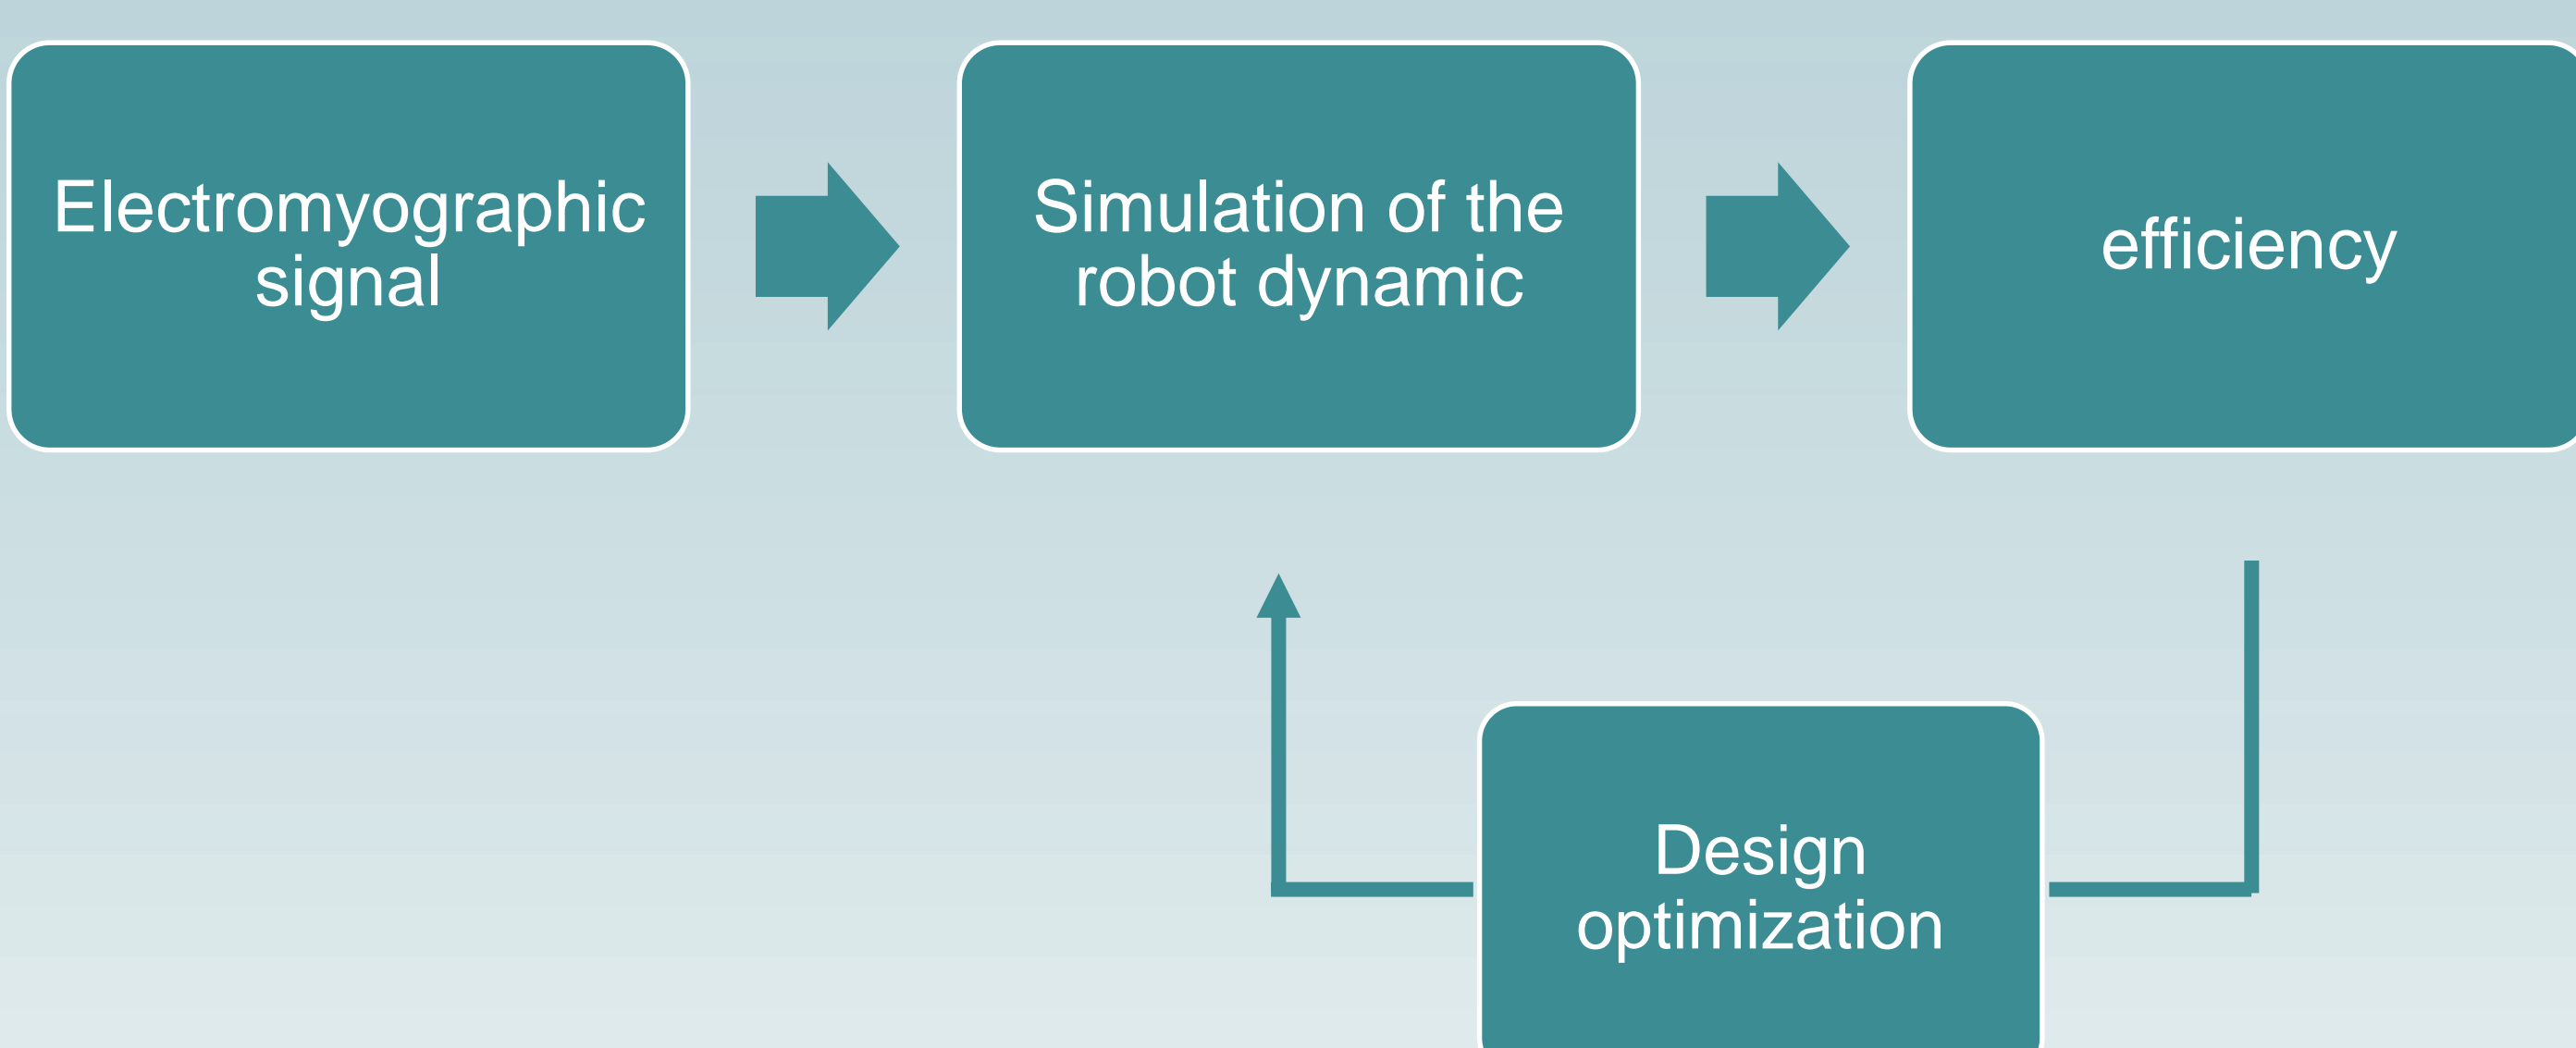 Electromyographic
signal
Simulation of the
robot dynamic
efficiency
Design
optimization